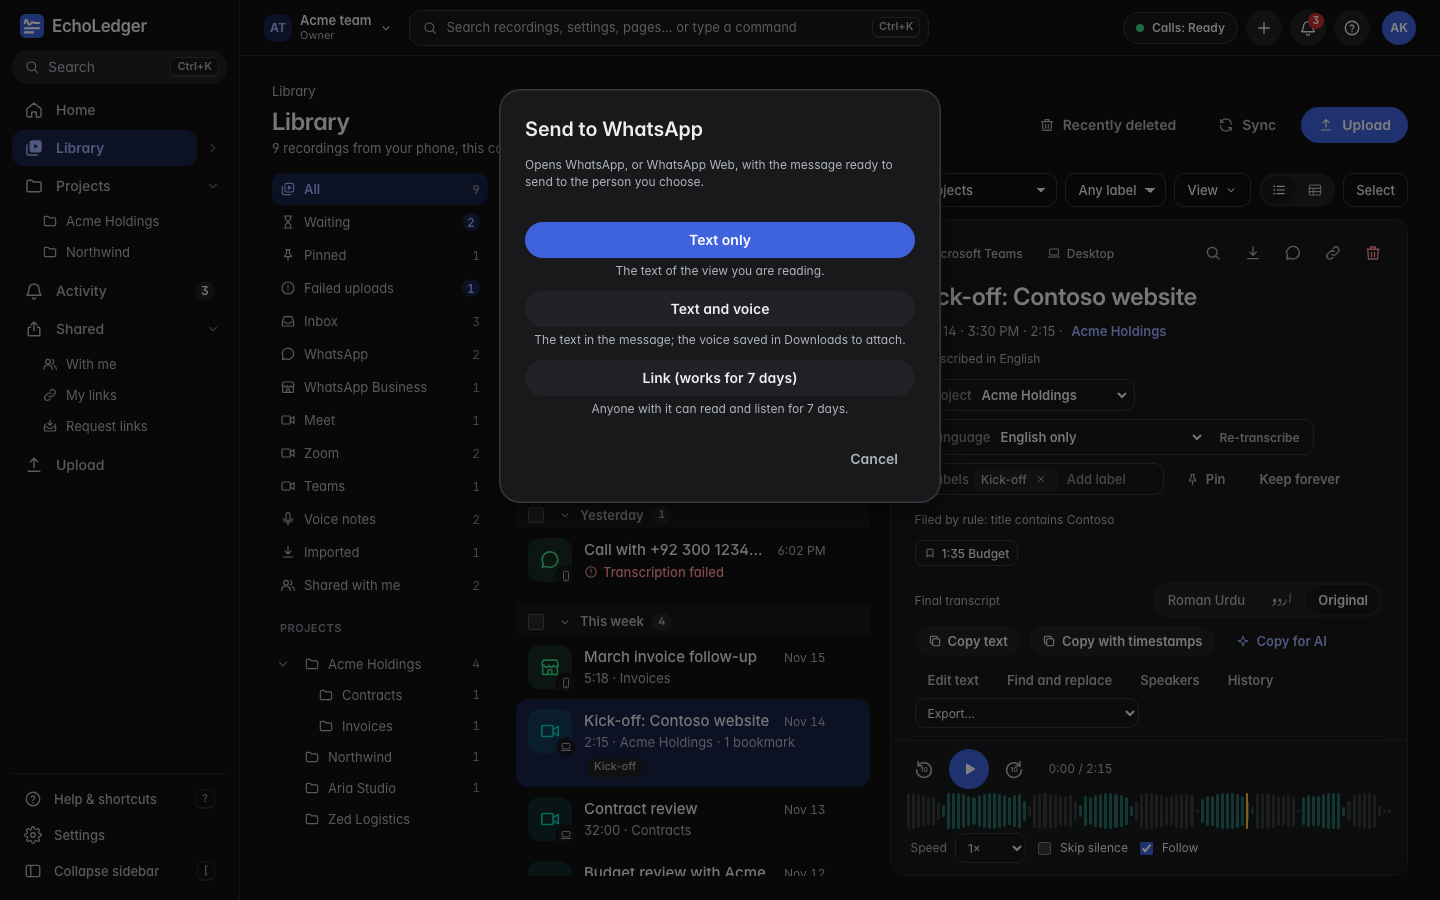 EchoLedger
Search Ctrl+K
Home
Library
Projects
Acme Holdings
Northwind
Activity 3
Shared
With me
My links
Request links
Upload
Help & shortcuts ?
Settings
Collapse sidebar [
AT Acme team
Owner
Search recordings, settings, pages... or type a command Ctrl+K
Calls: Ready
3
AK
Library
Library
9 recordings from your phone, this
Recently deleted
Sync
Upload
All 9
Waiting 2
Pinned 1
Failed uploads 1
Inbox 3
WhatsApp 2
WhatsApp Business 1
Meet 1
Zoom 2
Teams 1
Voice notes 2
Imported 1
Shared with me 2
PROJECTS
Acme Holdings 4
Contracts 1
Invoices 1
Northwind 1
Aria Studio 1
Zed Logistics
Send to WhatsApp
Opens WhatsApp, or WhatsApp Web, with the message ready to
send to the person you choose.
Text only
The text of the view you are reading.
Text and voice
The text in the message; the voice saved in Downloads to attach.
Link (works for 7 days)
Anyone with it can read and listen for 7 days.
Cancel
Yesterday 1
Call with +92 300 1234... 6:02 PM
Transcription failed
This week 4
March invoice follow-up Nov 15
5:18 · Invoices
Kick-off: Contoso website Nov 14
2:15 · Acme Holdings · 1 bookmark
Kick-off
Contract review Nov 13
32:00 · Contracts
Budget review with Acme Nov 12
Any label
View
Select
Teams
Desktop
ck-off: Contoso website
14 · 3:30 PM · 2:15 · Acme Holdings
scribed in English
Acme Holdings
English only
Re-transcribe
Kick-off × Add label
Pin
Keep forever
Filed by rule: title contains Contoso
1:35 Budget
Final transcript
Roman Urdu
اردو
Original
Copy text
Copy with timestamps
Copy for AI
Edit text
Find and replace
Speakers
History
Export...
10
10
0:00 / 2:15
Speed 1×
Skip silence
Follow